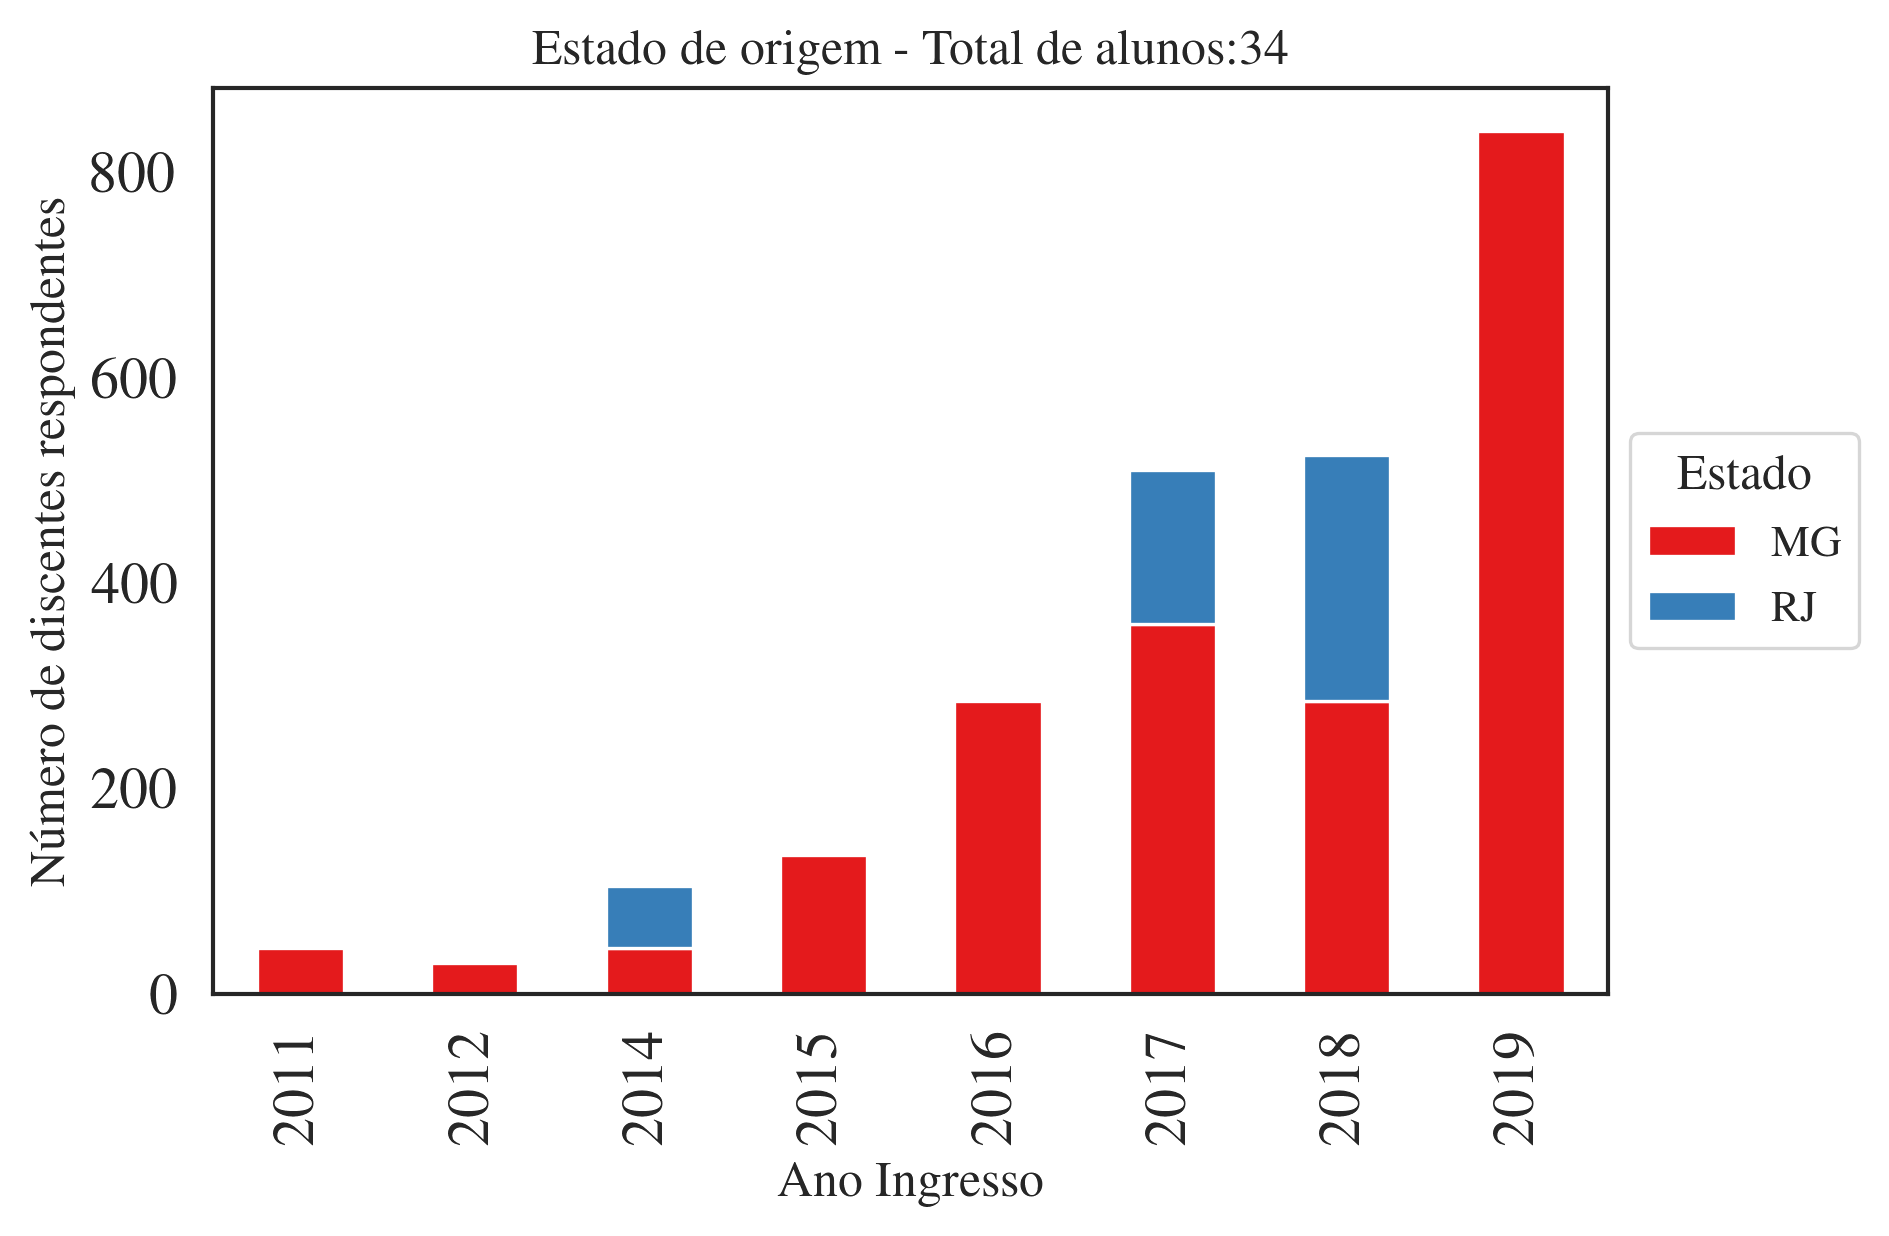 Estado de origem - Total de alunos:34
Número de discentes respondentes
800
600
400
200
0
2011
2012
2014
2015
2016
2017
2018
2019
Ano Ingresso
Estado
MG
RJ